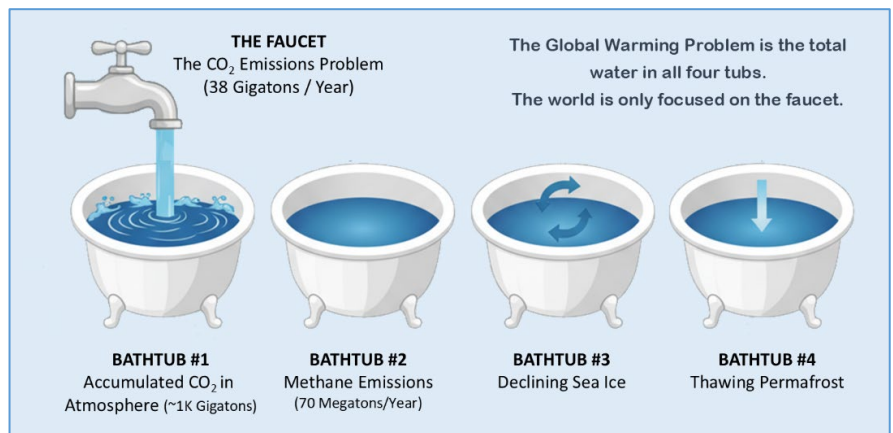 THE FAUCET
The CO₂ Emissions Problem
(38 Gigatons / Year)
The Global Warming Problem is the total
water in all four tubs.
The world is only focused on the faucet.
BATHTUB #1
Accumulated CO₂ in
Atmosphere (~1K Gigatons)
BATHTUB #2
Methane Emissions
(70 Megatons/Year)
BATHTUB #3
Declining Sea Ice
BATHTUB #4
Thawing Permafrost